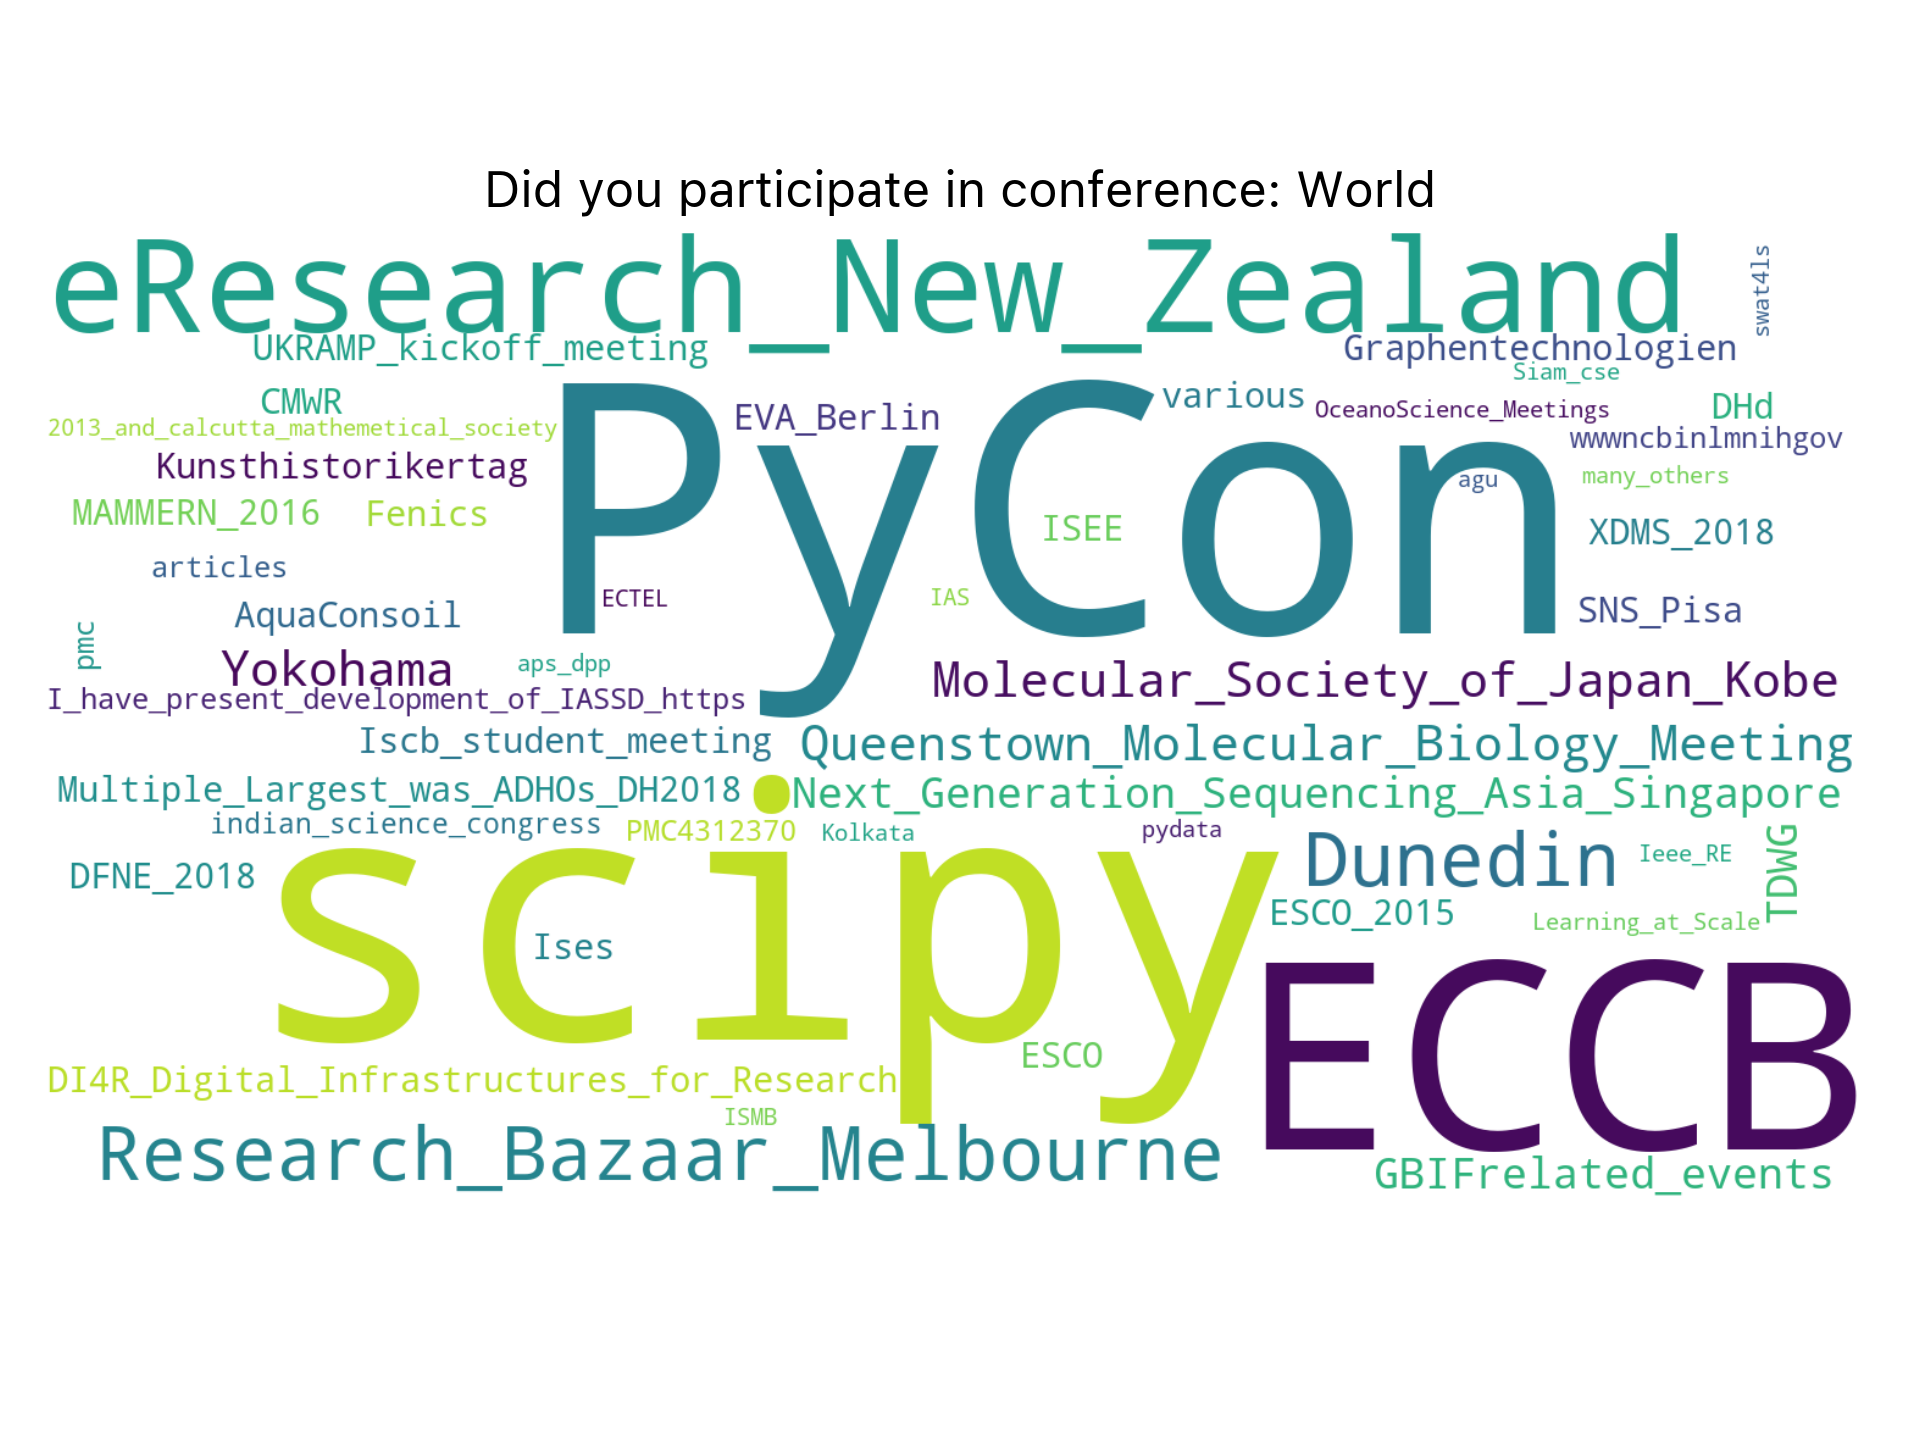 Did you participate in conference: World
eResearch_New_Zealand
swat4ls
UKRAMP_kickoff_meeting
Graphentechnologien
Siam_cse
CMWR
various
OceanoScience_Meetings
DHd
2013_and_calcutta_mathemetical_society
EVA_Berlin
wwwncbinlmnihgov
Kunsthistorikertag
PyCon
agu
many_others
MAMMERN_2016
Fenics
ISEE
XDMS_2018
articles
ECTEL
IAS
AquaConsoil
SNS_Pisa
pmc
Yokohama
aps_dpp
Molecular_Society_of_Japan_Kobe
I_have_present_development_of_IASSD_https
Iscb_student_meeting
Queenstown_Molecular_Biology_Meeting
Multiple_Largest_was_ADHOs_DH2018
Next_Generation_Sequencing_Asia_Singapore
indian_science_congress
PMC4312370
Kolkata
pydata
Dunedin
Ieee_RE
TDWG
DFNE_2018
ESCO_2015
Learning_at_Scale
scipy
Ises
ECCB
ESCO
DI4R_Digital_Infrastructures_for_Research
ISMB
Research_Bazaar_Melbourne
GBIFrelated_events